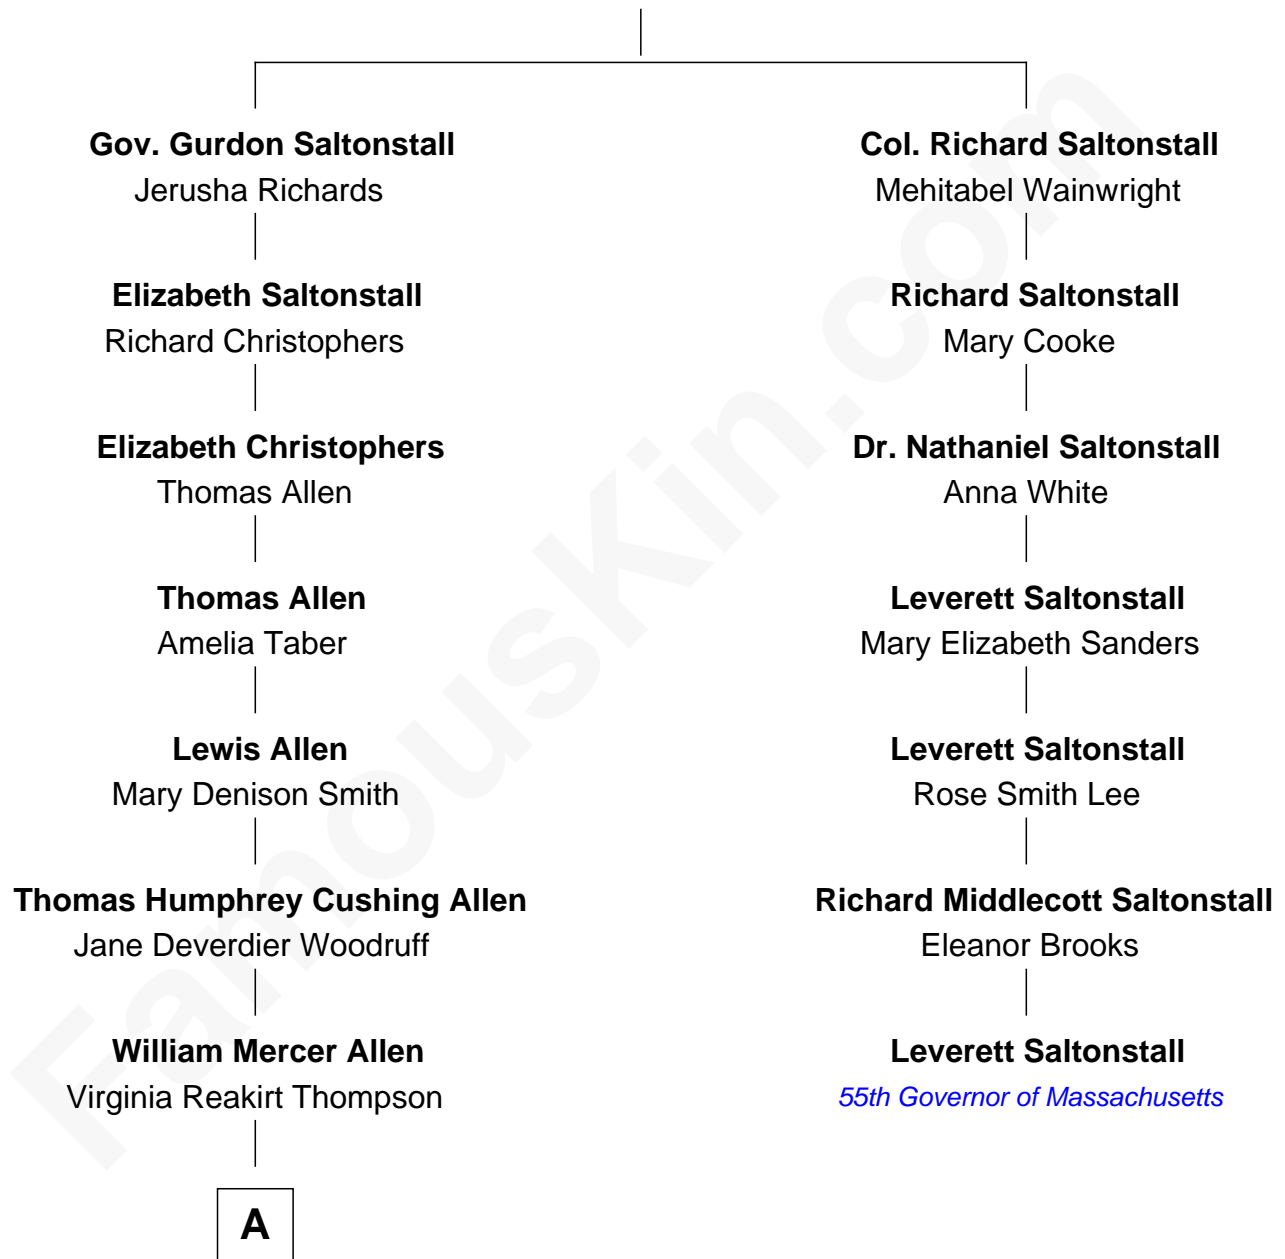 Gov. Gurdon Saltonstall
Jerusha Richards
Col. Richard Saltonstall
Mehitabel Wainwright
Elizabeth Saltonstall
Richard Christophers
Richard Saltonstall
Mary Cooke
Elizabeth Christophers
Thomas Allen
Dr. Nathaniel Saltonstall
Anna White
Thomas Allen
Amelia Taber
Leverett Saltonstall
Mary Elizabeth Sanders
Lewis Allen
Mary Denison Smith
Leverett Saltonstall
Rose Smith Lee
Thomas Humphrey Cushing Allen
Jane Deverdier Woodruff
Richard Middlecott Saltonstall
Eleanor Brooks
William Mercer Allen
Virginia Reakirt Thompson
Leverett Saltonstall
55th Governor of Massachusetts
A
FamousKin.com